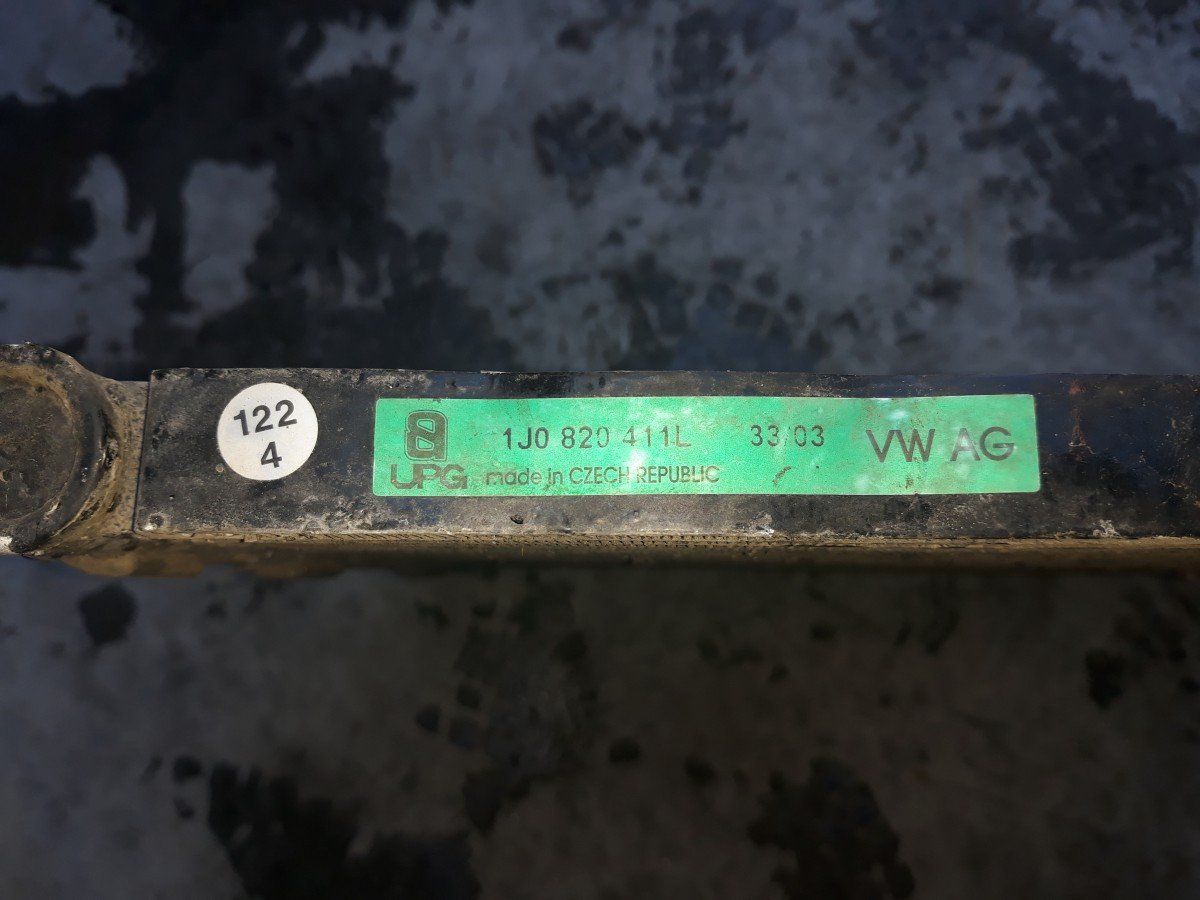 122
4
1J0 820 411L 33/03 VW AG
UPG made in CZECH REPUBLIC